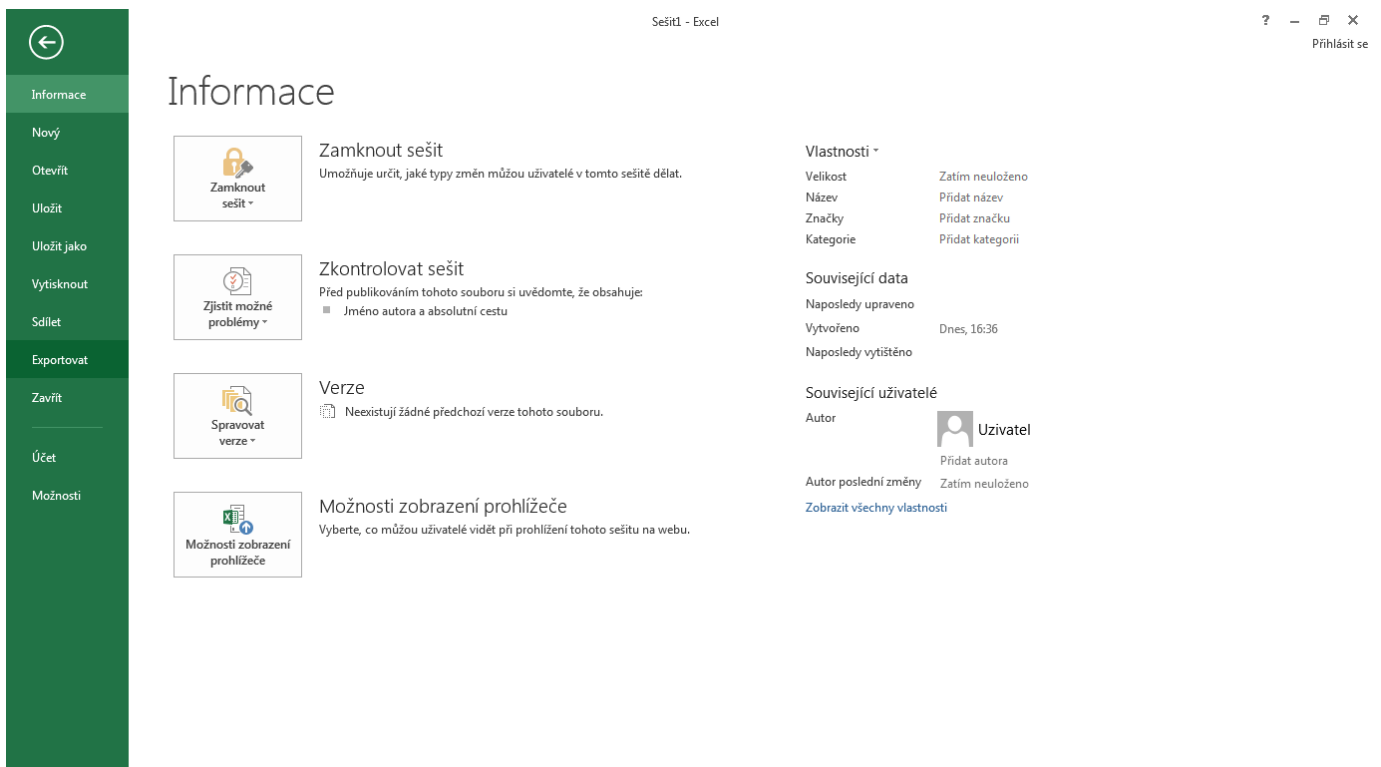 Sešit1 - Excel
?
Přihlásit se
Informace
Nový
Otevřít
Uložit
Uložit jako
Vytisknout
Sdílet
Exportovat
Zavřít
Účet
Možnosti
Informace
Zamknout
sešit
Zamknout sešit
Umožňuje určit, jaké typy změn můžou uživatelé v tomto sešitě dělat.
Zjistit možné
problémy
Zkontrolovat sešit
Před publikováním tohoto souboru si uvědomte, že obsahuje:
Jméno autora a absolutní cestu
Spravovat
verze
Verze
Neexistují žádné předchozí verze tohoto souboru.
Možnosti zobrazení
prohlížeče
Možnosti zobrazení prohlížeče
Vyberte, co můžou uživatelé vidět při prohlížení tohoto sešitu na webu.
Vlastnosti
Velikost Zatím neuloženo
Název Přidat název
Značky Přidat značku
Kategorie Přidat kategorii
Související data
Naposledy upraveno
Vytvořeno Dnes, 16:36
Naposledy vytištěno
Související uživatelé
Autor Uzivatel
Přidat autora
Autor poslední změny Zatím neuloženo
Zobrazit všechny vlastnosti